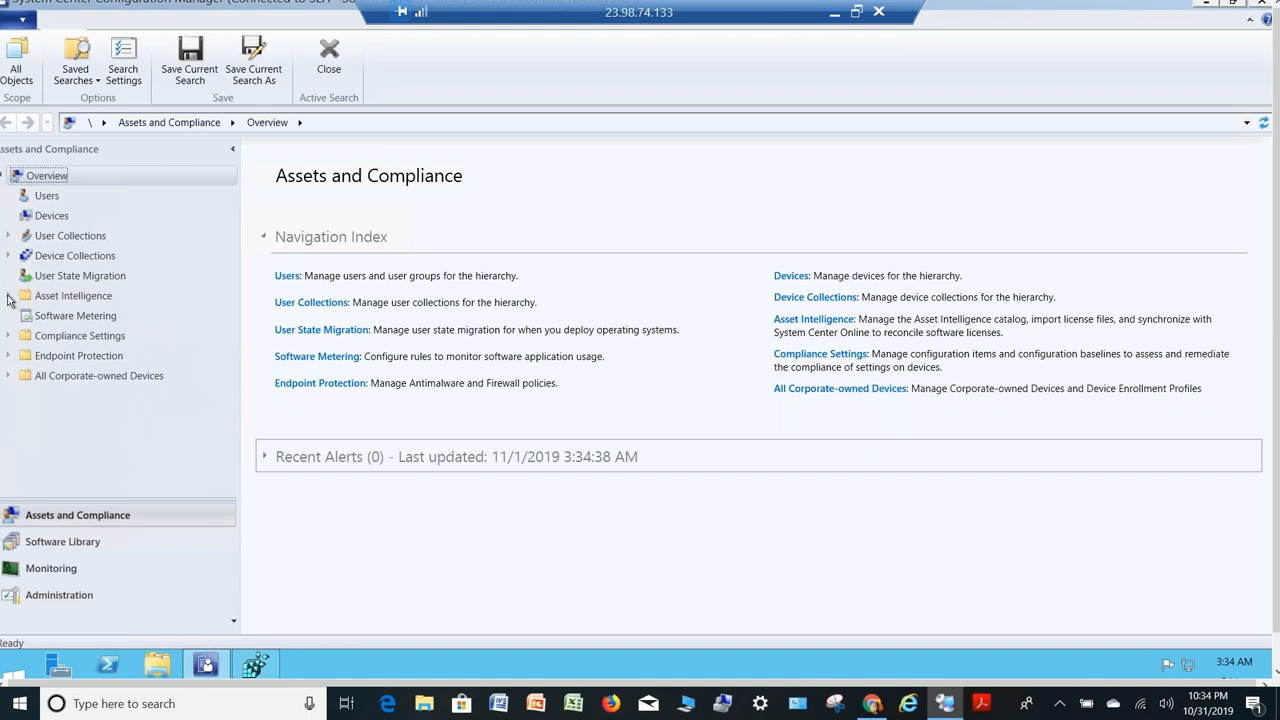 System Center Configuration Manager (Connected to
23.98.74.133
All Objects
Saved Searches
Search Settings
Save Current Search
Save Current Search As
Close
Scope
Options
Save
Active Search
\ Assets and Compliance Overview
ssets and Compliance
Overview
Users
Devices
User Collections
Device Collections
User State Migration
Asset Intelligence
Software Metering
Compliance Settings
Endpoint Protection
All Corporate-owned Devices
Assets and Compliance
Software Library
Monitoring
Administration
Assets and Compliance
Navigation Index
Users: Manage users and user groups for the hierarchy.
User Collections: Manage user collections for the hierarchy.
User State Migration: Manage user state migration for when you deploy operating systems.
Software Metering: Configure rules to monitor software application usage.
Endpoint Protection: Manage Antimalware and Firewall policies.
Devices: Manage devices for the hierarchy.
Device Collections: Manage device collections for the hierarchy.
Asset Intelligence: Manage the Asset Intelligence catalog, import license files, and synchronize with
System Center Online to reconcile software licenses.
Compliance Settings: Manage configuration items and configuration baselines to assess and remediate
the compliance of settings on devices.
All Corporate-owned Devices: Manage Corporate-owned Devices and Device Enrollment Profiles
Recent Alerts (0) - Last updated: 11/1/2019 3:34:38 AM
Ready
3:34 AM
Type here to search
10:34 PM
10/31/2019